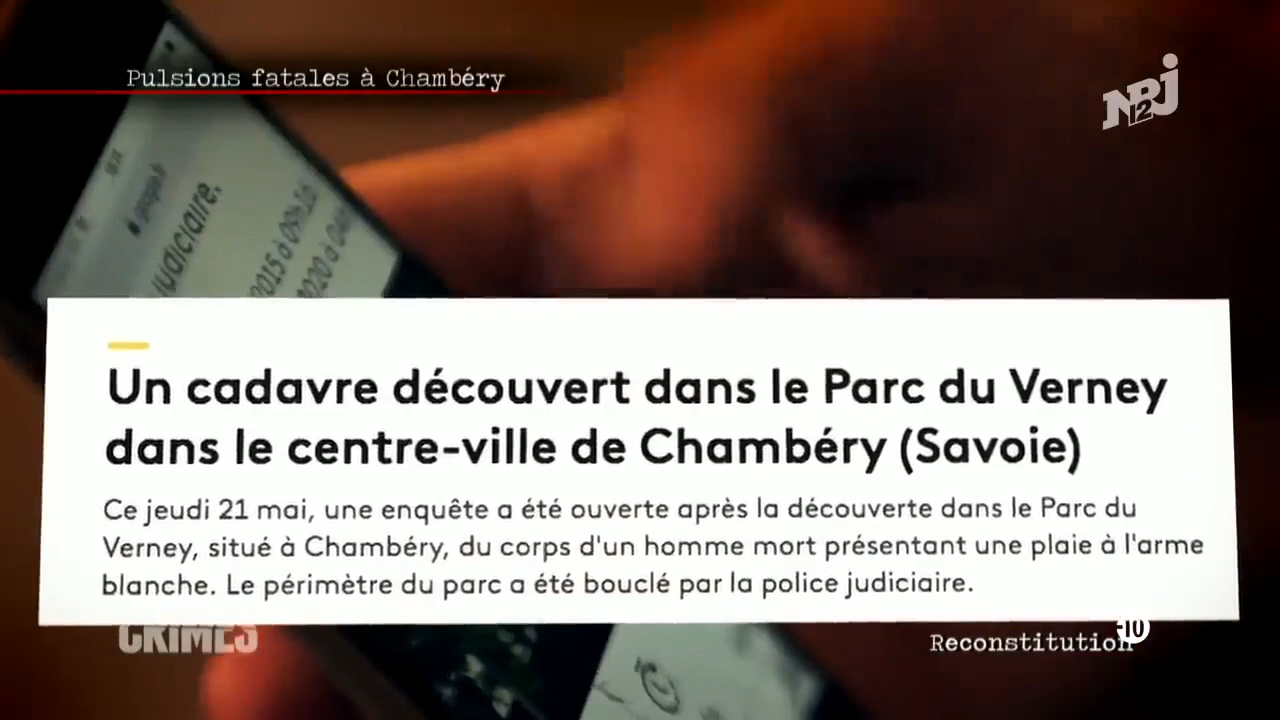 Pulsions fatales à Chambéry
NRJ12
judiciaire.
Un cadavre découvert dans le Parc du Verney
dans le centre-ville de Chambéry (Savoie)
Ce jeudi 21 mai, une enquête a été ouverte après la découverte dans le Parc du
Verney, situé à Chambéry, du corps d'un homme mort présentant une plaie à l'arme
blanche. Le périmètre du parc a été bouclé par la police judiciaire.
CRIMES
-10
Reconstitution